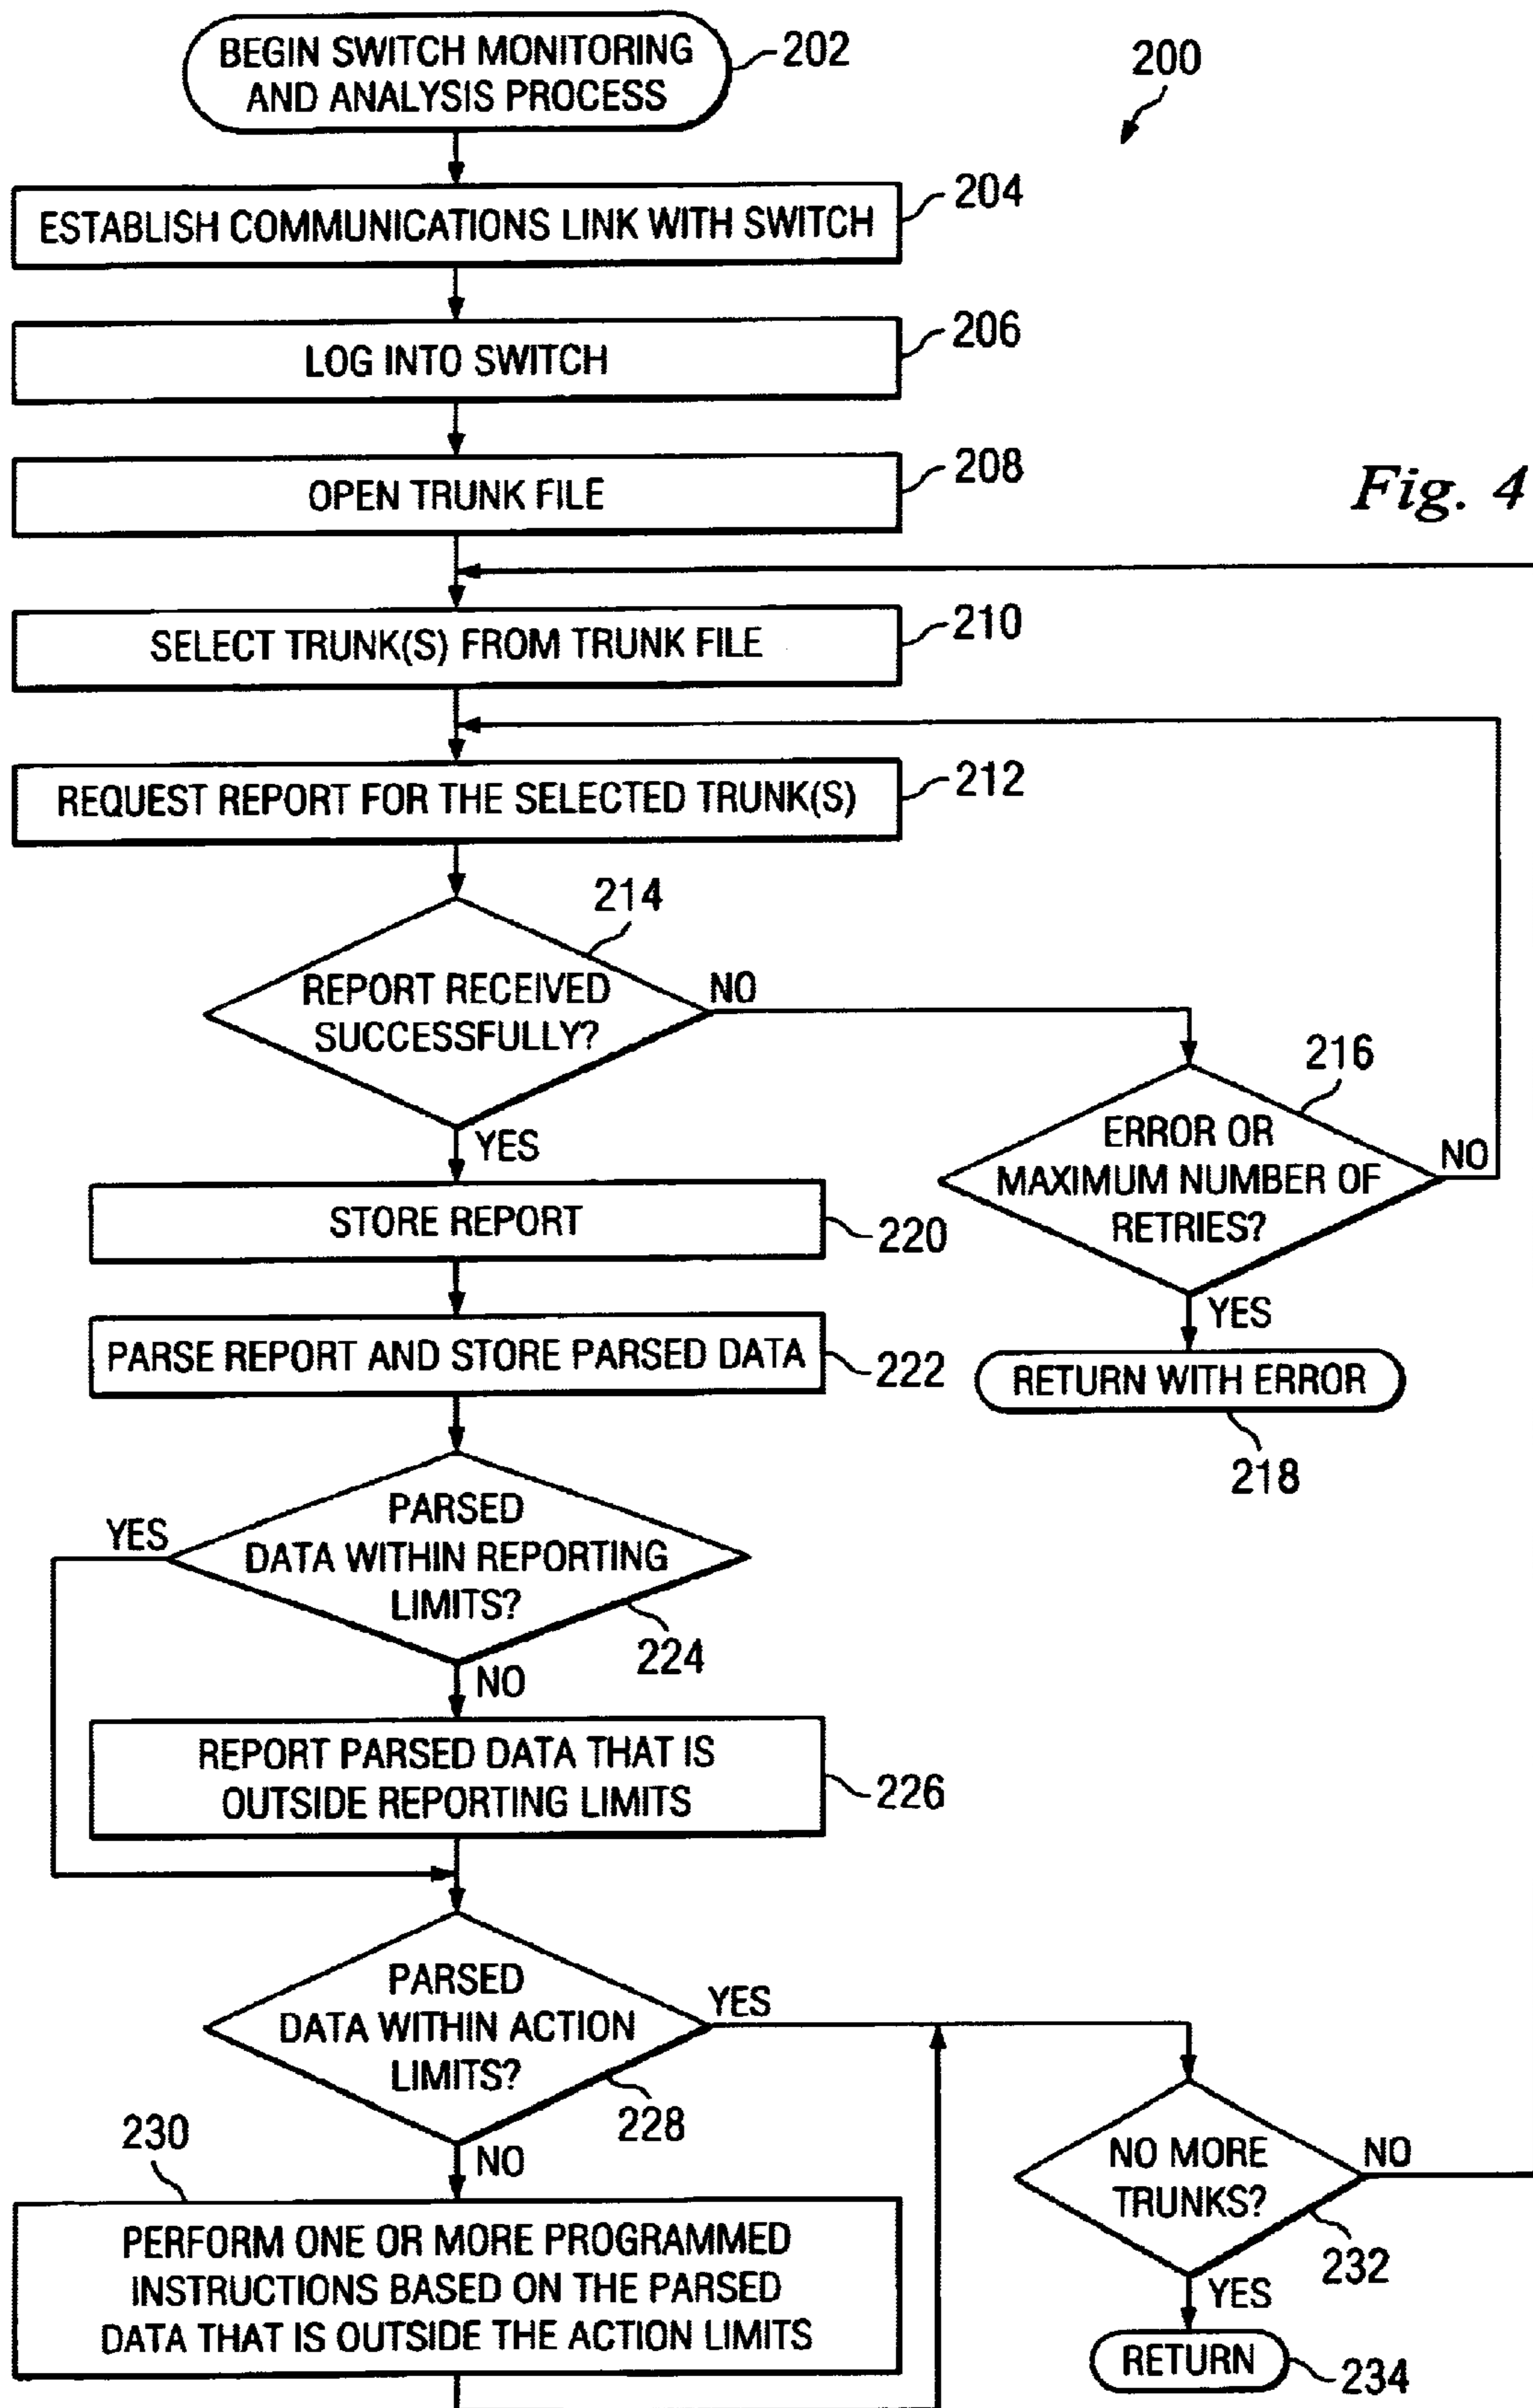 BEGIN SWITCH MONITORING
AND ANALYSIS PROCESS
202
200
ESTABLISH COMMUNICATIONS LINK WITH SWITCH
204
LOG INTO SWITCH
206
OPEN TRUNK FILE
208
Fig. 4
SELECT TRUNK(S) FROM TRUNK FILE
210
REQUEST REPORT FOR THE SELECTED TRUNK(S)
212
214
REPORT RECEIVED
SUCCESSFULLY?
NO
YES
216
ERROR OR
MAXIMUM NUMBER OF
RETRIES?
NO
YES
RETURN WITH ERROR
218
STORE REPORT
220
PARSE REPORT AND STORE PARSED DATA
222
PARSED
DATA WITHIN REPORTING
LIMITS?
YES
224
NO
REPORT PARSED DATA THAT IS
OUTSIDE REPORTING LIMITS
226
PARSED
DATA WITHIN ACTION
LIMITS?
YES
228
NO
230
PERFORM ONE OR MORE PROGRAMMED
INSTRUCTIONS BASED ON THE PARSED
DATA THAT IS OUTSIDE THE ACTION LIMITS
NO MORE
TRUNKS?
NO
232
YES
RETURN
234